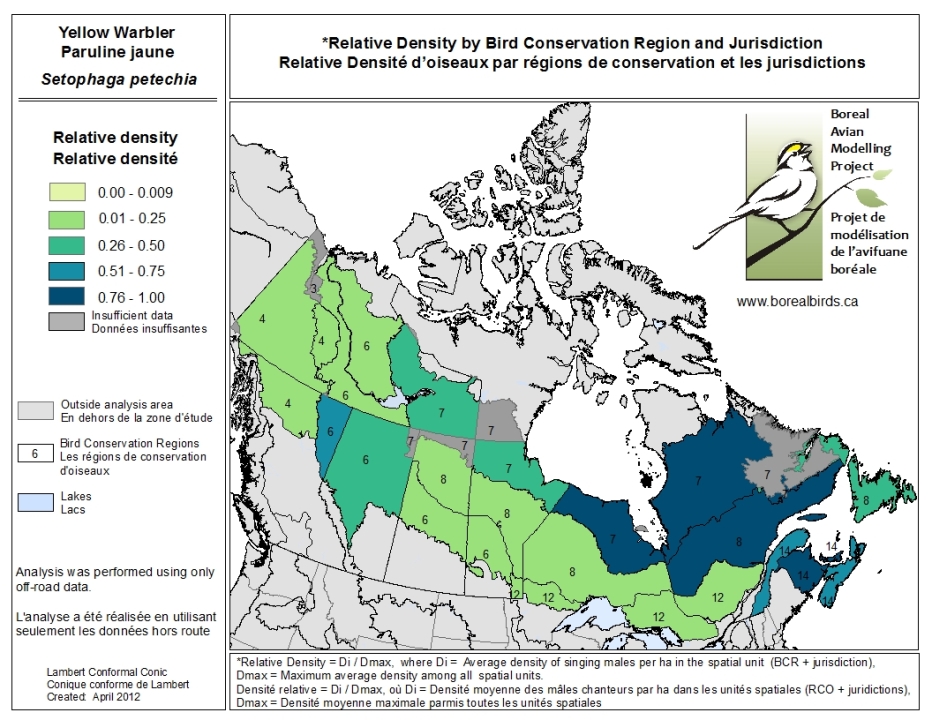 Yellow Warbler
Paruline jaune
Setophaga petechia
*Relative Density by Bird Conservation Region and Jurisdiction
Relative Densité d'oiseaux par régions de conservation et les jurisdictions
Relative density
Relative densité
0.00 - 0.009
0.01 - 0.25
0.26 - 0.50
0.51 - 0.75
0.76 - 1.00
Insufficient data
Données insuffisantes
Outside analysis area
En dehors de la zone d'étude
6
Bird Conservation Regions
Les régions de conservation
d'oiseaux
Lakes
Lacs
Analysis was performed using only
off-road data.
L'analyse a été réalisée en utilisant
seulement les données hors route
Lambert Conformal Conic
Conique conforme de Lambert
Created: April 2012
Boreal
Avian
Modelling
Project
Projet de
modélisation
de l'avifuane
boréale
www.borealbirds.ca
3
4
4
6
4
6
6
7
7
7
7
6
7
8
7
7
8
8
6
6
8
7
8
14
14
14
14
12
12
12
12
*Relative Density = Di / Dmax, where Di = Average density of singing males per ha in the spatial unit (BCR + jurisdiction),
Dmax = Maximum average density among all spatial units.
Densité relative = Di / Dmax, où Di = Densité moyenne des mâles chanteurs par ha dans les unités spatiales (RCO + juridictions),
Dmax = Densité moyenne maximale parmis toutes les unités spatiales